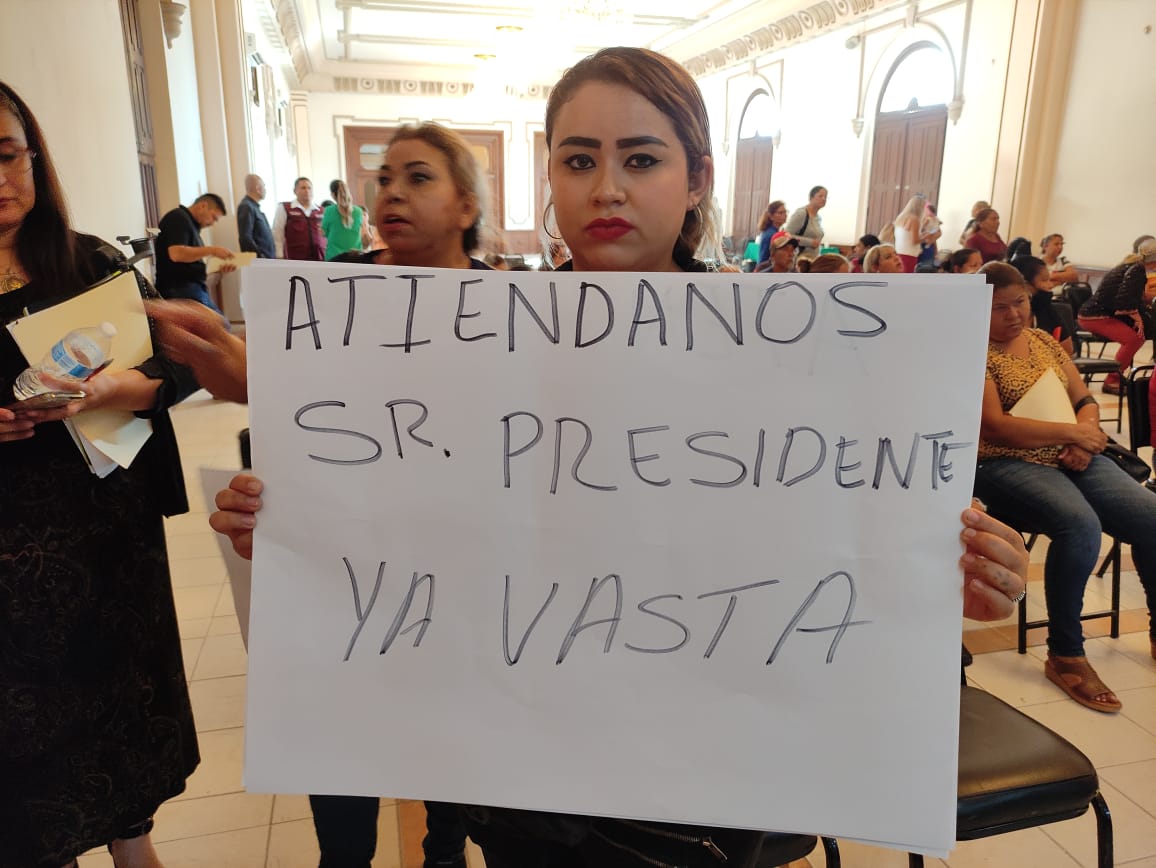 ATIENDANOS
SR. PRESIDENTE
YA VASTA